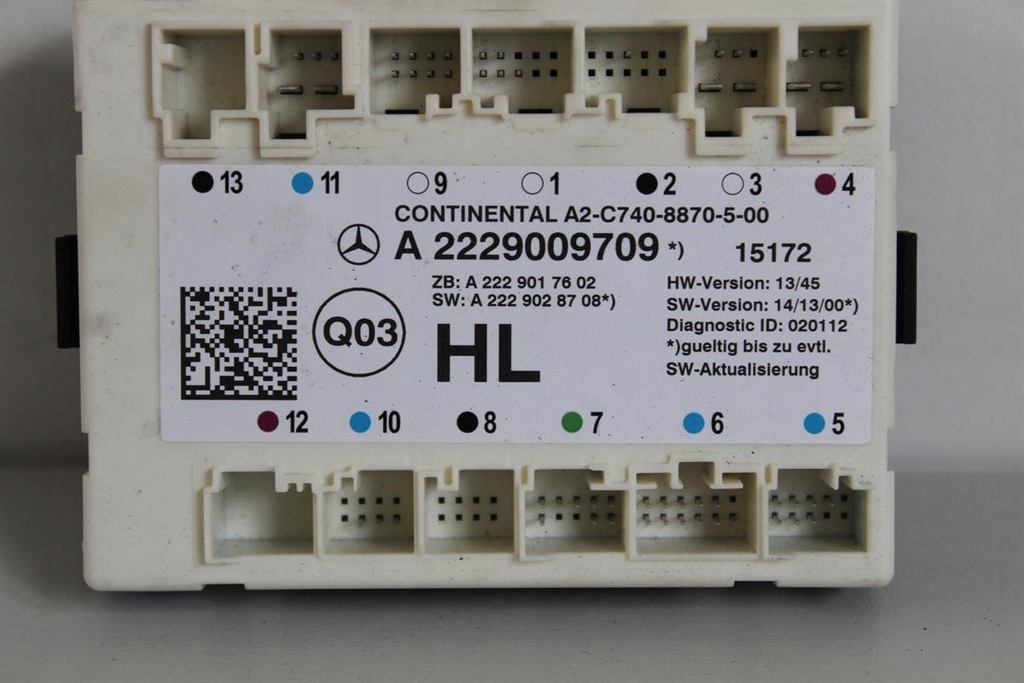 13 11 9 1 2 3 4
CONTINENTAL A2-C740-8870-5-00
A 2229009709 *) 15172
ZB: A 222 901 76 02
SW: A 222 902 87 08*)
HW-Version: 13/45
SW-Version: 14/13/00*)
Diagnostic ID: 020112
*)gueltig bis zu evtl.
SW-Aktualisierung
Q03
HL
12 10 8 7 6 5